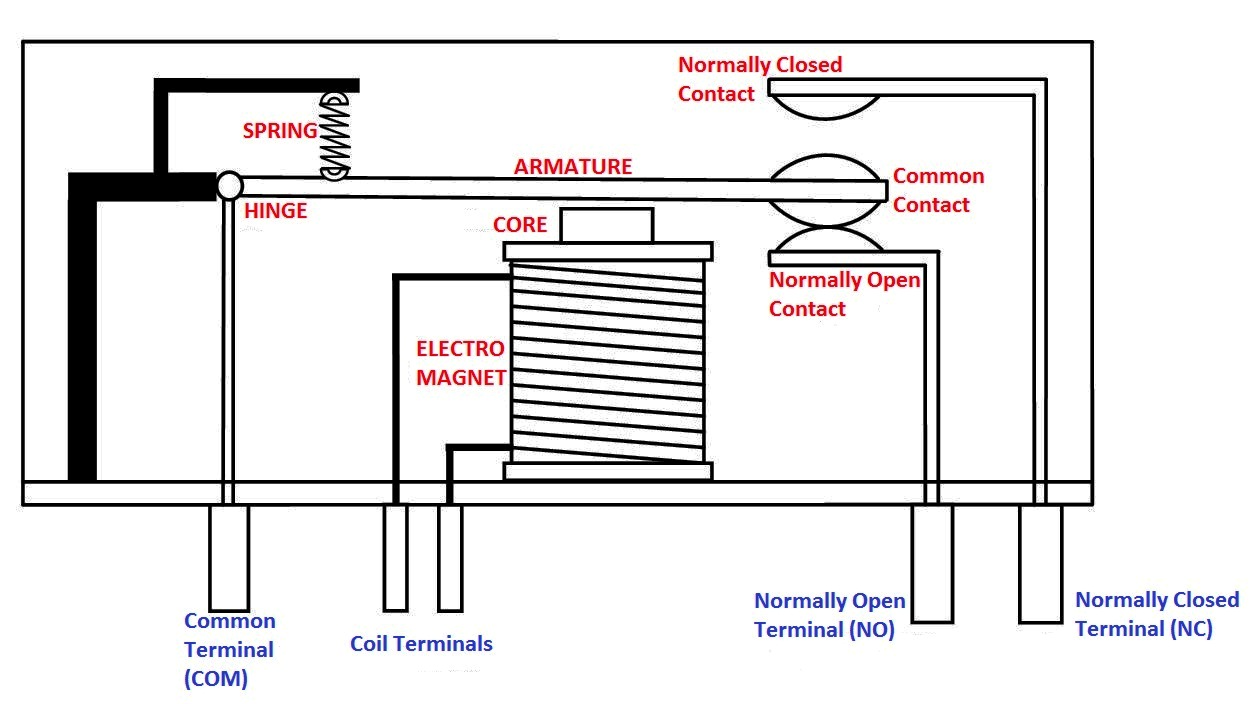 Normally Closed
Contact
SPRING
ARMATURE
Common
Contact
HINGE
CORE
Normally Open
Contact
ELECTRO
MAGNET
Common
Terminal
(COM)
Coil Terminals
Normally Open
Terminal (NO)
Normally Closed
Terminal (NC)